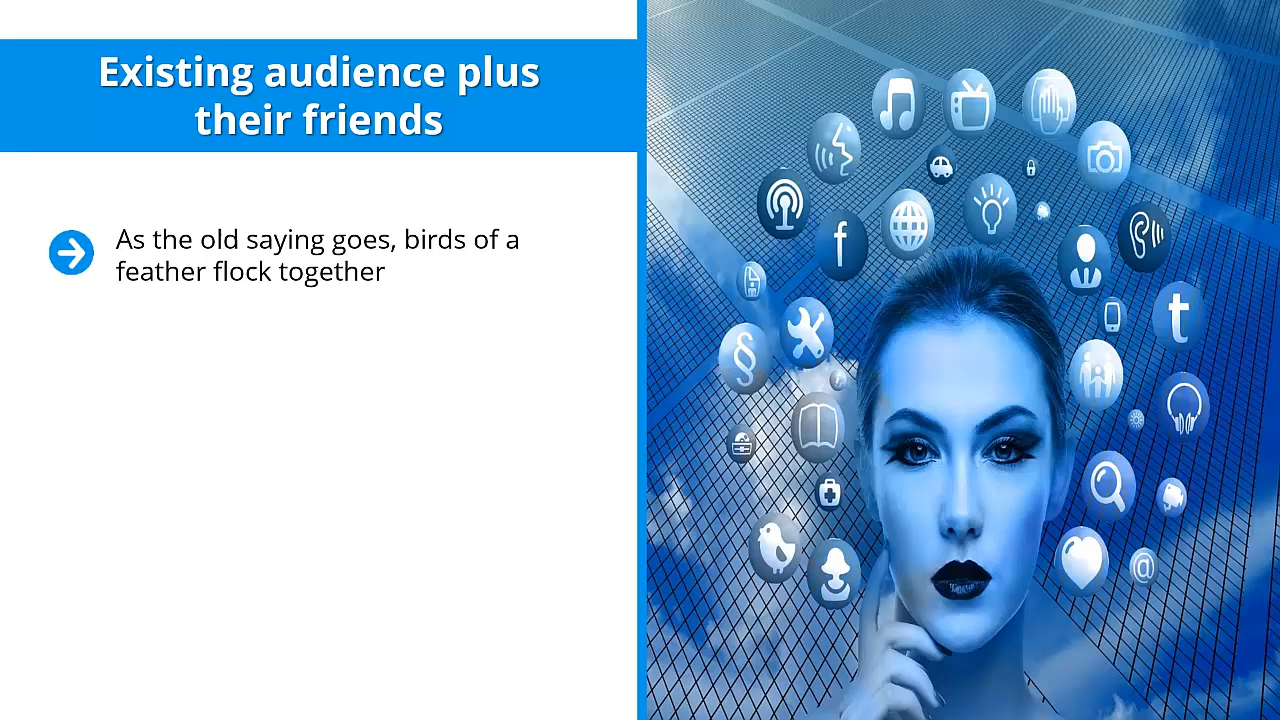 Existing audience plus
their friends
As the old saying goes, birds of a
feather flock together
f
t
§
@